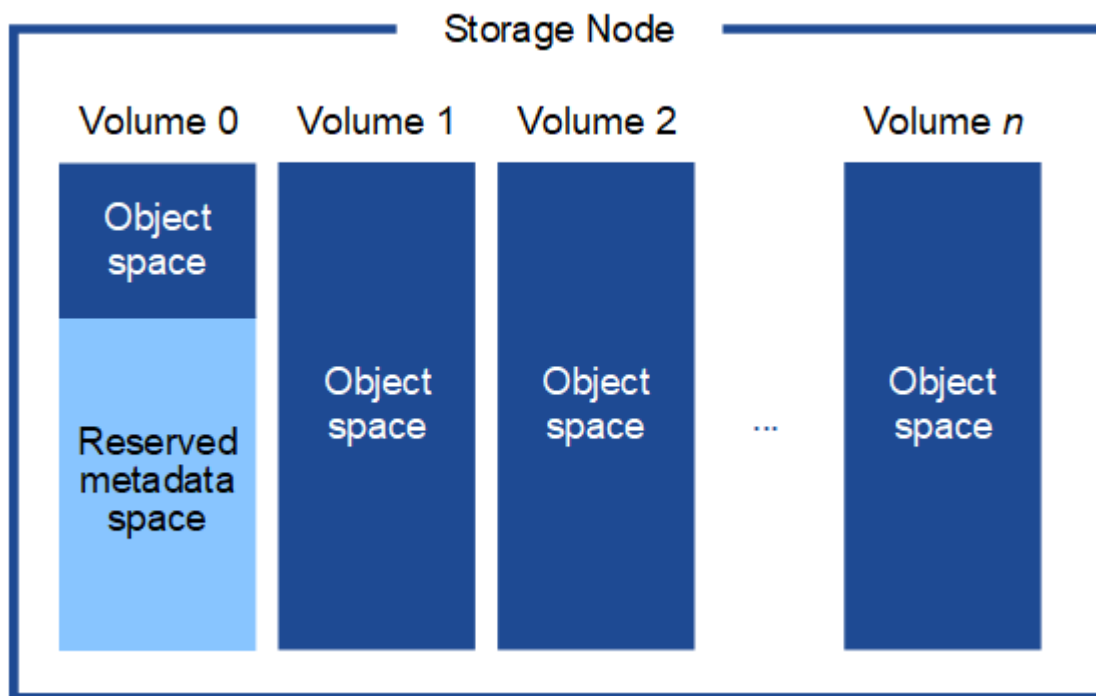 Storage Node
Volume 0
Volume 1
Volume 2
Volume n
Object
space
Reserved
metadata
space
Object
space
Object
space
...
Object
space